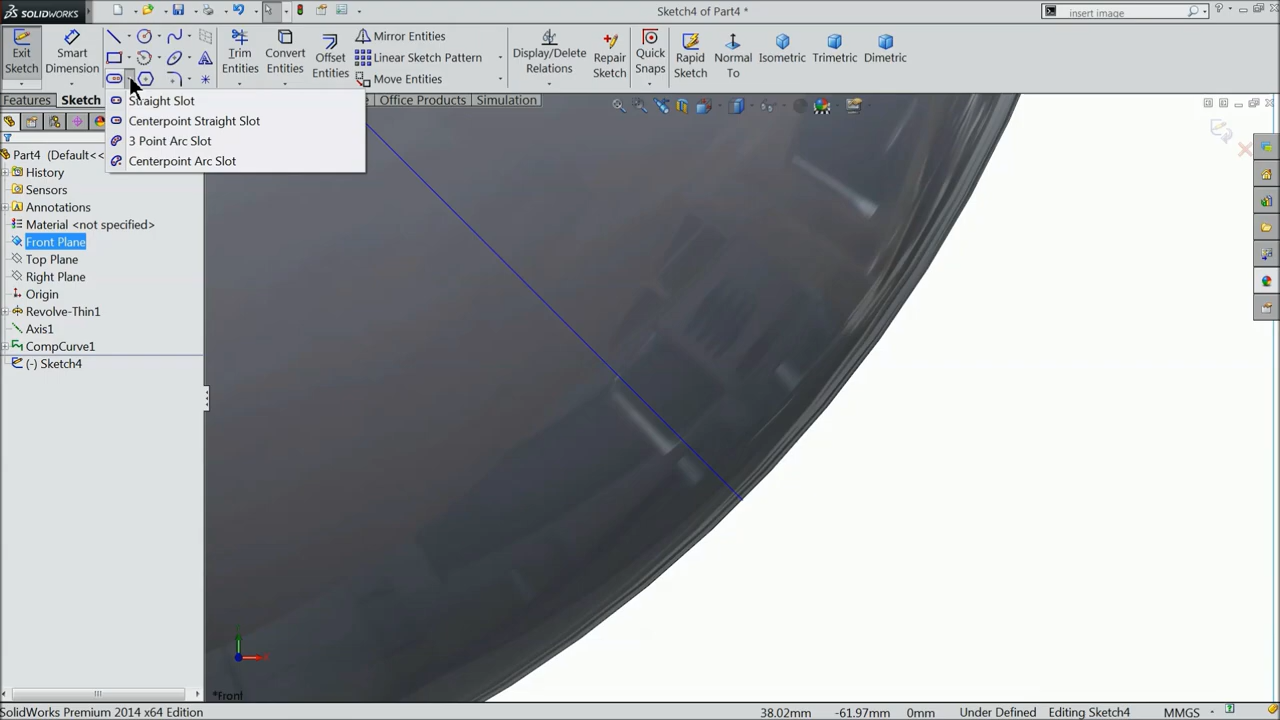 SOLIDWORKS
Sketch4 of Part4 *
insert image
Exit Sketch
Smart Dimension
Trim Entities
Convert Entities
Offset Entities
Mirror Entities
Linear Sketch Pattern
Move Entities
Display/Delete Relations
Repair Sketch
Quick Snaps
Rapid Sketch
Normal To
Isometric
Trimetric
Dimetric
Features
Sketch
Office Products
Simulation
Straight Slot
Centerpoint Straight Slot
3 Point Arc Slot
Centerpoint Arc Slot
Part4 (Default<<
History
Sensors
Annotations
Material <not specified>
Front Plane
Top Plane
Right Plane
Origin
Revolve-Thin1
Axis1
CompCurve1
(-) Sketch4
*Front
SolidWorks Premium 2014 x64 Edition
38.02mm
-61.97mm
0mm
Under Defined
Editing Sketch4
MMGS